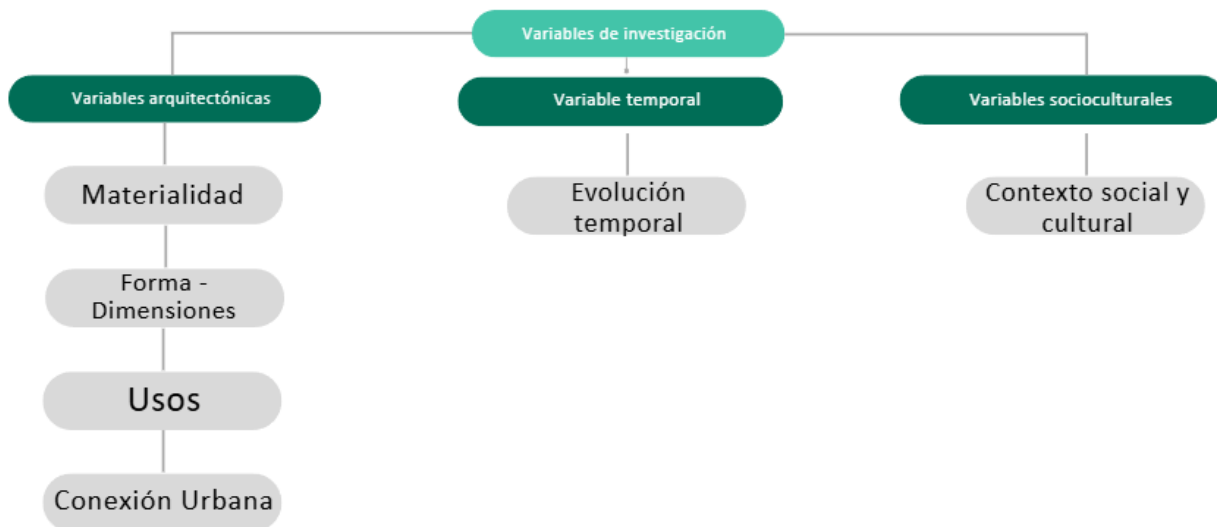 Variables de investigación
Variables arquitectónicas
Variable temporal
Variables socioculturales
Materialidad
Evolución
temporal
Contexto social y
cultural
Forma -
Dimensiones
Usos
Conexión Urbana